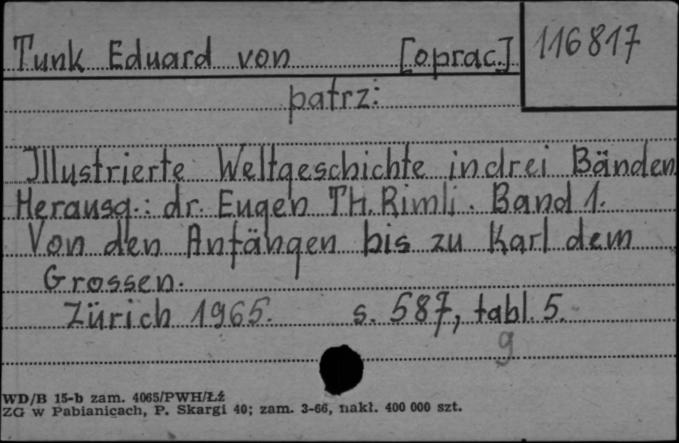 Tunk Eduard von [oprac.] 116817
patrz:
Illustrierte Weltgeschichte in drei Bänden
Herausg.: dr. Eugen TH. Rimli. Band 1.
Von den Anfängen bis zu Karl dem
Grossen.
Zürich 1965. s. 587, tabl. 5.
g
WD/B 15-b zam. 4065/PWH/Łź
ZG w Pabianicach, P. Skargi 40; zam. 3-66, nakł. 400 000 szt.